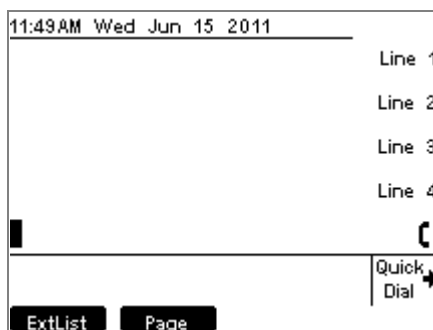 11:49AM Wed Jun 15 2011
Line 1
Line 2
Line 3
Line 4
Quick
Dial
ExtList Page